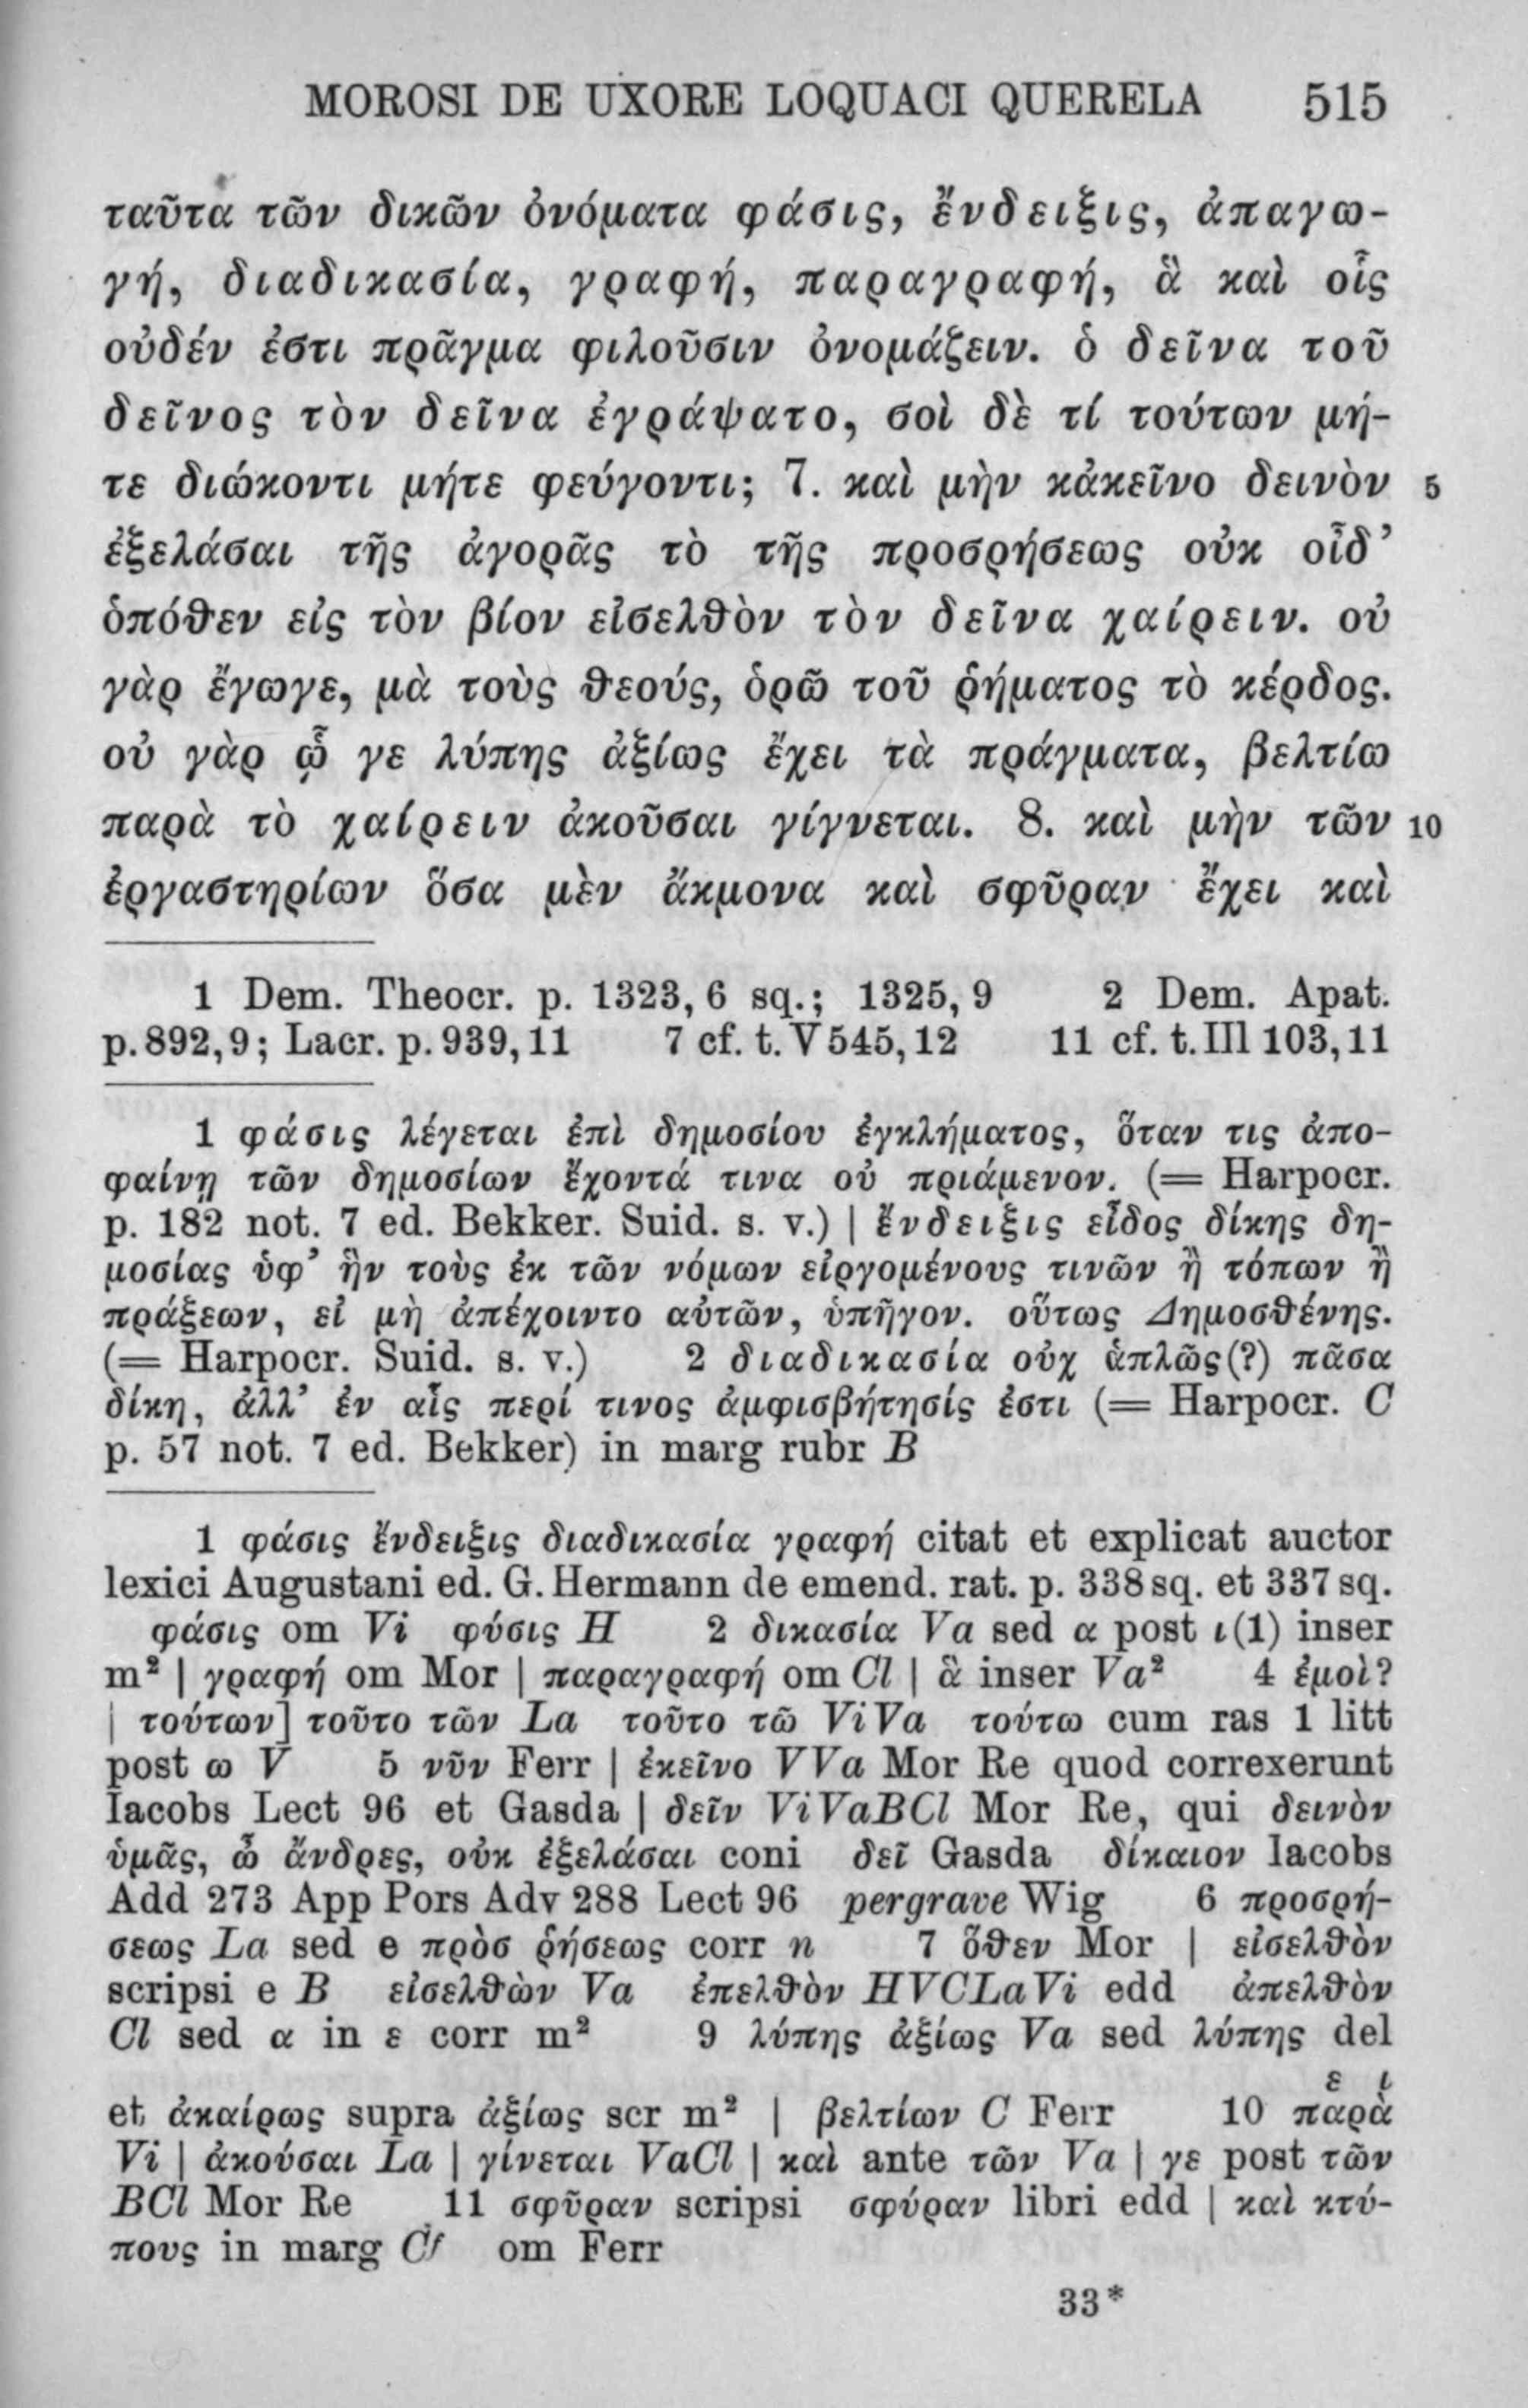 MOROSI DE UXORE LOQUACI QUERELA 515
ταῦτα τῶν δικῶν ὀνόματα φάσις, ἔνδειξις, ἀπαγω-
γή, διαδικασία, γραφή, παραγραφή, ἃ καὶ οἷς
οὐδέν ἐστι πρᾶγμα φιλοῦσιν ὀνομάζειν. ὁ δεῖνα τοῦ
δεῖνος τὸν δεῖνα ἐγράψατο, σοὶ δὲ τί τούτων μή-
τε διώκοντι μήτε φεύγοντι; 7. καὶ μὴν κἀκεῖνο δεινὸν 5
ἐξελάσαι τῆς ἀγορᾶς τὸ τῆς προσρήσεως οὐκ οἶδ’
ὁπόθεν εἰς τὸν βίον εἰσελθὸν τὸν δεῖνα χαίρειν. οὐ
γὰρ ἔγωγε, μὰ τοὺς θεούς, ὁρῶ τοῦ ῥήματος τὸ κέρδος.
οὐ γὰρ ᾧ γε λύπης ἀξίως ἔχει τὰ πράγματα, βελτίω
παρὰ τὸ χαίρειν ἀκοῦσαι γίγνεται. 8. καὶ μὴν τῶν 10
ἐργαστηρίων ὅσα μὲν ἄκμονα καὶ σφῦραν ἔχει καὶ
1 Dem. Theocr. p. 1323, 6 sq.; 1325, 9 2 Dem. Apat.
p. 892, 9; Lacr. p. 939, 11 7 cf. t. V 545, 12 11 cf. t. III 103, 11
1 φάσις λέγεται ἐπὶ δημοσίου ἐγκλήματος, ὅταν τις ἀπο-
φαίνῃ τῶν δημοσίων ἔχοντά τινα οὐ πριάμενον. (= Harpocr.
p. 182 not. 7 ed. Bekker. Suid. s. v.) | ἔνδειξις εἶδος δίκης δη-
μοσίας ὑφ’ ἣν τοὺς ἐκ τῶν νόμων εἰργομένους τινῶν ἢ τόπων ἢ
πράξεων, εἰ μὴ ἀπέχοιντο αὐτῶν, ὑπῆγον. οὕτως Δημοσθένης.
(= Harpocr. Suid. s. v.) 2 διαδικασία οὐχ ἁπλῶς(?) πᾶσα
δίκη, ἀλλ’ ἐν αἷς περί τινος ἀμφισβήτησίς ἐστι (= Harpocr. C
p. 57 not. 7 ed. Bekker) in marg rubr B
1 φάσις ἔνδειξις διαδικασία γραφή citat et explicat auctor
lexici Augustani ed. G. Hermann de emend. rat. p. 338 sq. et 337 sq.
φάσις om Vi φύσις H 2 δικασία Va sed α post ι(1) inser
m² | γραφή om Mor | παραγραφή om Cl | ἃ inser Va² 4 ἐμοὶ?
| τούτων] τοῦτο τῶν La τοῦτο τῶ ViVa τούτω cum ras 1 litt
post ω V 5 νῦν Ferr | ἐκεῖνο VVa Mor Re quod correxerunt
Iacobs Lect 96 et Gasda | δεῖν ViVaBCl Mor Re, qui δεινὸν
ὑμᾶς, ὦ ἄνδρες, οὐκ ἐξελάσαι coni δεῖ Gasda δίκαιον Iacobs
Add 273 App Pors Adv 288 Lect 96 pergrave Wig 6 προσρή-
σεως La sed e πρὸσ ῥήσεως corr n 7 ὅθεν Mor | εἰσελθὸν
scripsi e B εἰσελθὼν Va ἐπελθὸν HVCLaVi edd ἀπελθὸν
Cl sed α in ε corr m² 9 λύπης ἀξίως Va sed λύπης del
ε ι
et ἀκαίρως supra ἀξίως scr m² | βελτίων C Ferr 10 παρὰ
Vi | ἀκούσαι La | γίνεται VaCl | καὶ ante τῶν Va | γε post τῶν
BCl Mor Re 11 σφῦραν scripsi σφύραν libri edd | καὶ κτύ-
πους in marg Cf om Ferr
33*